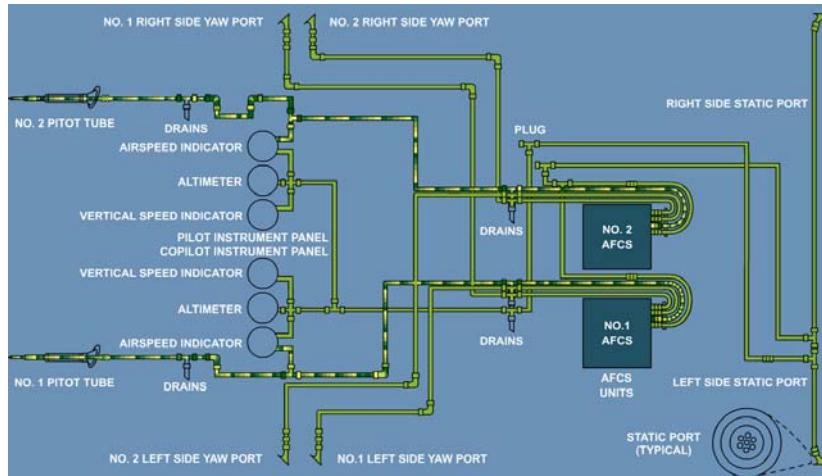 NO. 1 RIGHT SIDE YAW PORT
NO. 2 RIGHT SIDE YAW PORT
NO. 2 PITOT TUBE
DRAINS
RIGHT SIDE STATIC PORT
PLUG
AIRSPEED INDICATOR
ALTIMETER
VERTICAL SPEED INDICATOR
PILOT INSTRUMENT PANEL
COPILOT INSTRUMENT PANEL
DRAINS
NO. 2
AFCS
VERTICAL SPEED INDICATOR
ALTIMETER
AIRSPEED INDICATOR
DRAINS
NO.1
AFCS
NO. 1 PITOT TUBE
DRAINS
AFCS
UNITS
LEFT SIDE STATIC PORT
NO. 2 LEFT SIDE YAW PORT
NO.1 LEFT SIDE YAW PORT
STATIC PORT
(TYPICAL)